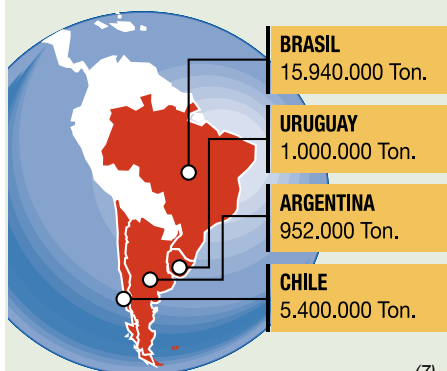 BRASIL
15.940.000 Ton.
URUGUAY
1.000.000 Ton.
ARGENTINA
952.000 Ton.
CHILE
5.400.000 Ton.
(7)